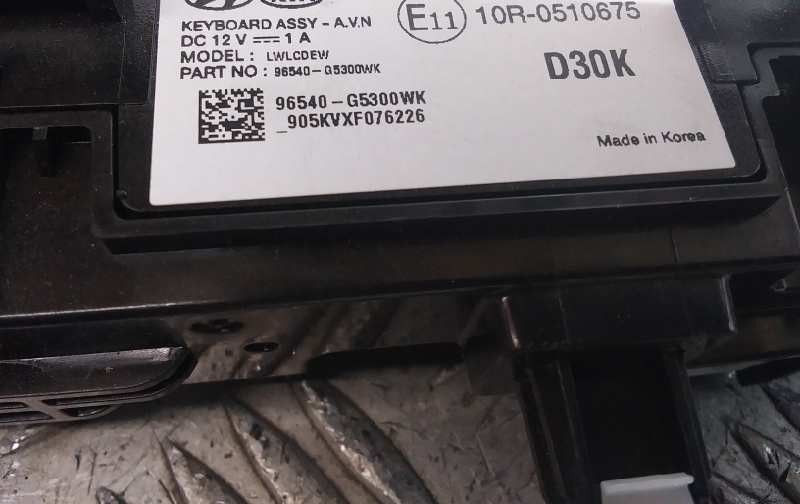 KEYBOARD ASSY - A.V.N
DC 12 V ⎓ 1 A
MODEL : LWLCDEW
PART NO : 96540-G5300WK
E11 10R-0510675
D30K
96540-G5300WK
_905KVXF076226
Made in Korea